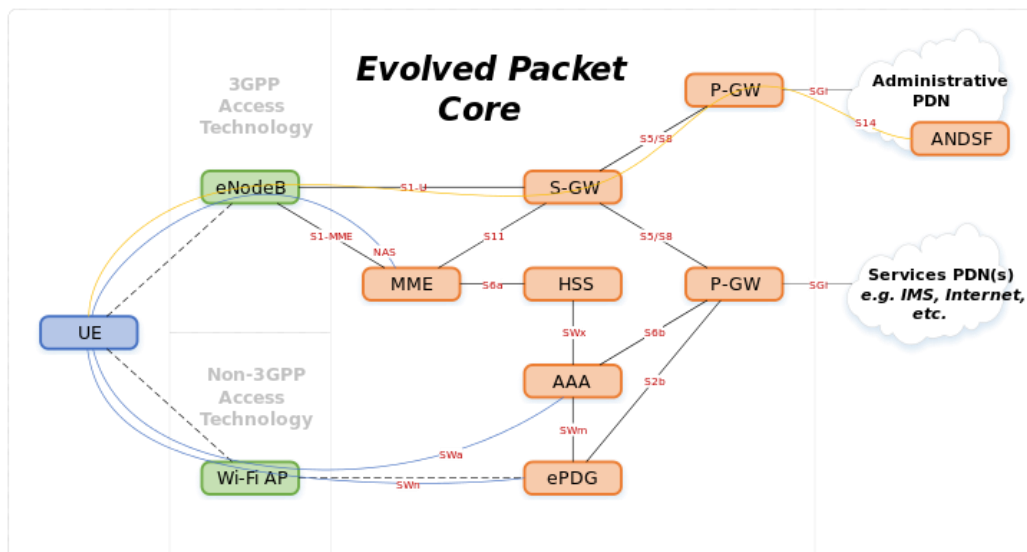 Evolved Packet
Core
3GPP
Access
Technology
P-GW
SGi
Administrative
PDN
S14
ANDSF
S5/S8
eNodeB
S1-U
S-GW
S1-MME
NAS
S11
S5/S8
MME
S6a
HSS
P-GW
SGi
Services PDN(s)
e.g. IMS, Internet,
etc.
UE
SWx
S6b
Non-3GPP
Access
Technology
AAA
S2b
SWm
SWa
Wi-Fi AP
SWn
ePDG